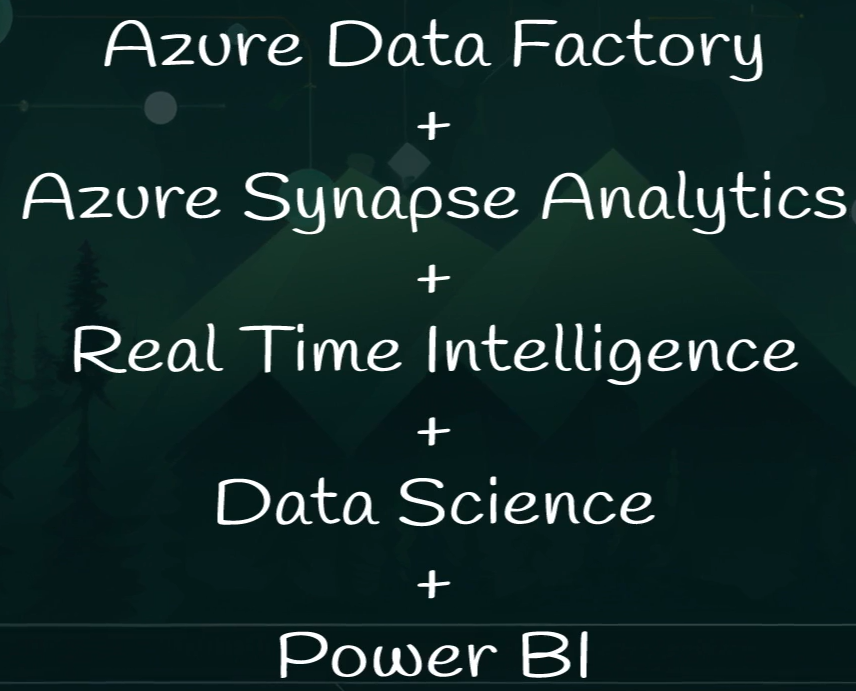 Azure Data Factory
+
Azure Synapse Analytics
+
Real Time Intelligence
+
Data Science
+
Power BI